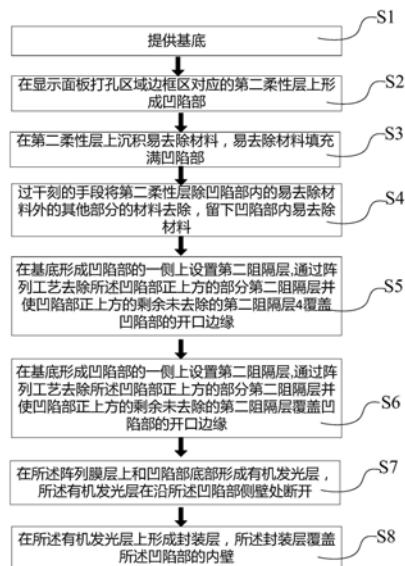 提供基底
S1
在显示面板打孔区域边框区对应的第二柔性层上形
成凹陷部
S2
在第二柔性层上沉积易去除材料，易去除材料填充
满凹陷部
S3
过干刻的手段将第二柔性层除凹陷部内的易去除材
料外的其他部分的材料去除，留下凹陷部内易去除
材料
S4
在基底形成凹陷部的一侧上设置第二阻隔层,通过阵
列工艺去除所述凹陷部正上方的部分第二阻隔层并
使凹陷部正上方的剩余未去除的第二阻隔层4覆盖
凹陷部的开口边缘
S5
在基底形成凹陷部的一侧上设置第二阻隔层,通过阵
列工艺去除所述凹陷部正上方的部分第二阻隔层并
使凹陷部正上方的剩余未去除的第二阻隔层覆盖凹
陷部的开口边缘
S6
在所述阵列膜层上和凹陷部底部形成有机发光层，
所述有机发光层在沿所述凹陷部侧壁处断开
S7
在所述有机发光层上形成封装层，所述封装层覆盖
所述凹陷部的内壁
S8